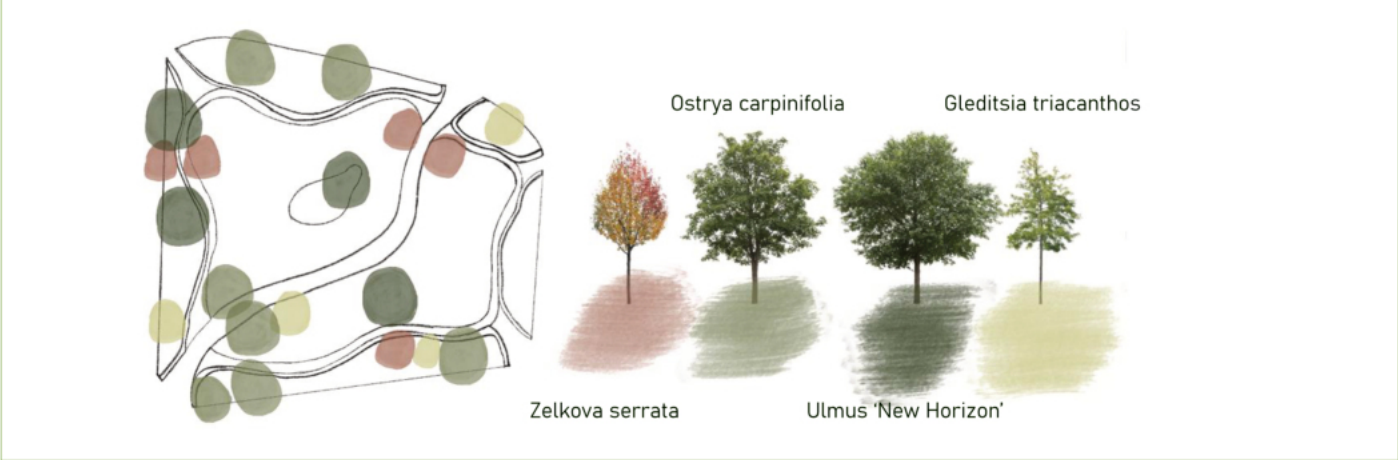 Ostrya carpinifolia
Gleditsia triacanthos
Zelkova serrata
Ulmus ‘New Horizon’